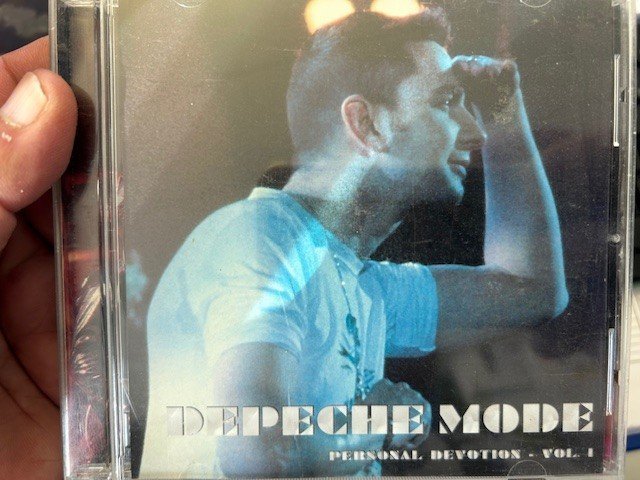 DEPECHE MODE
PERSONAL DEVOTION - VOL. 1